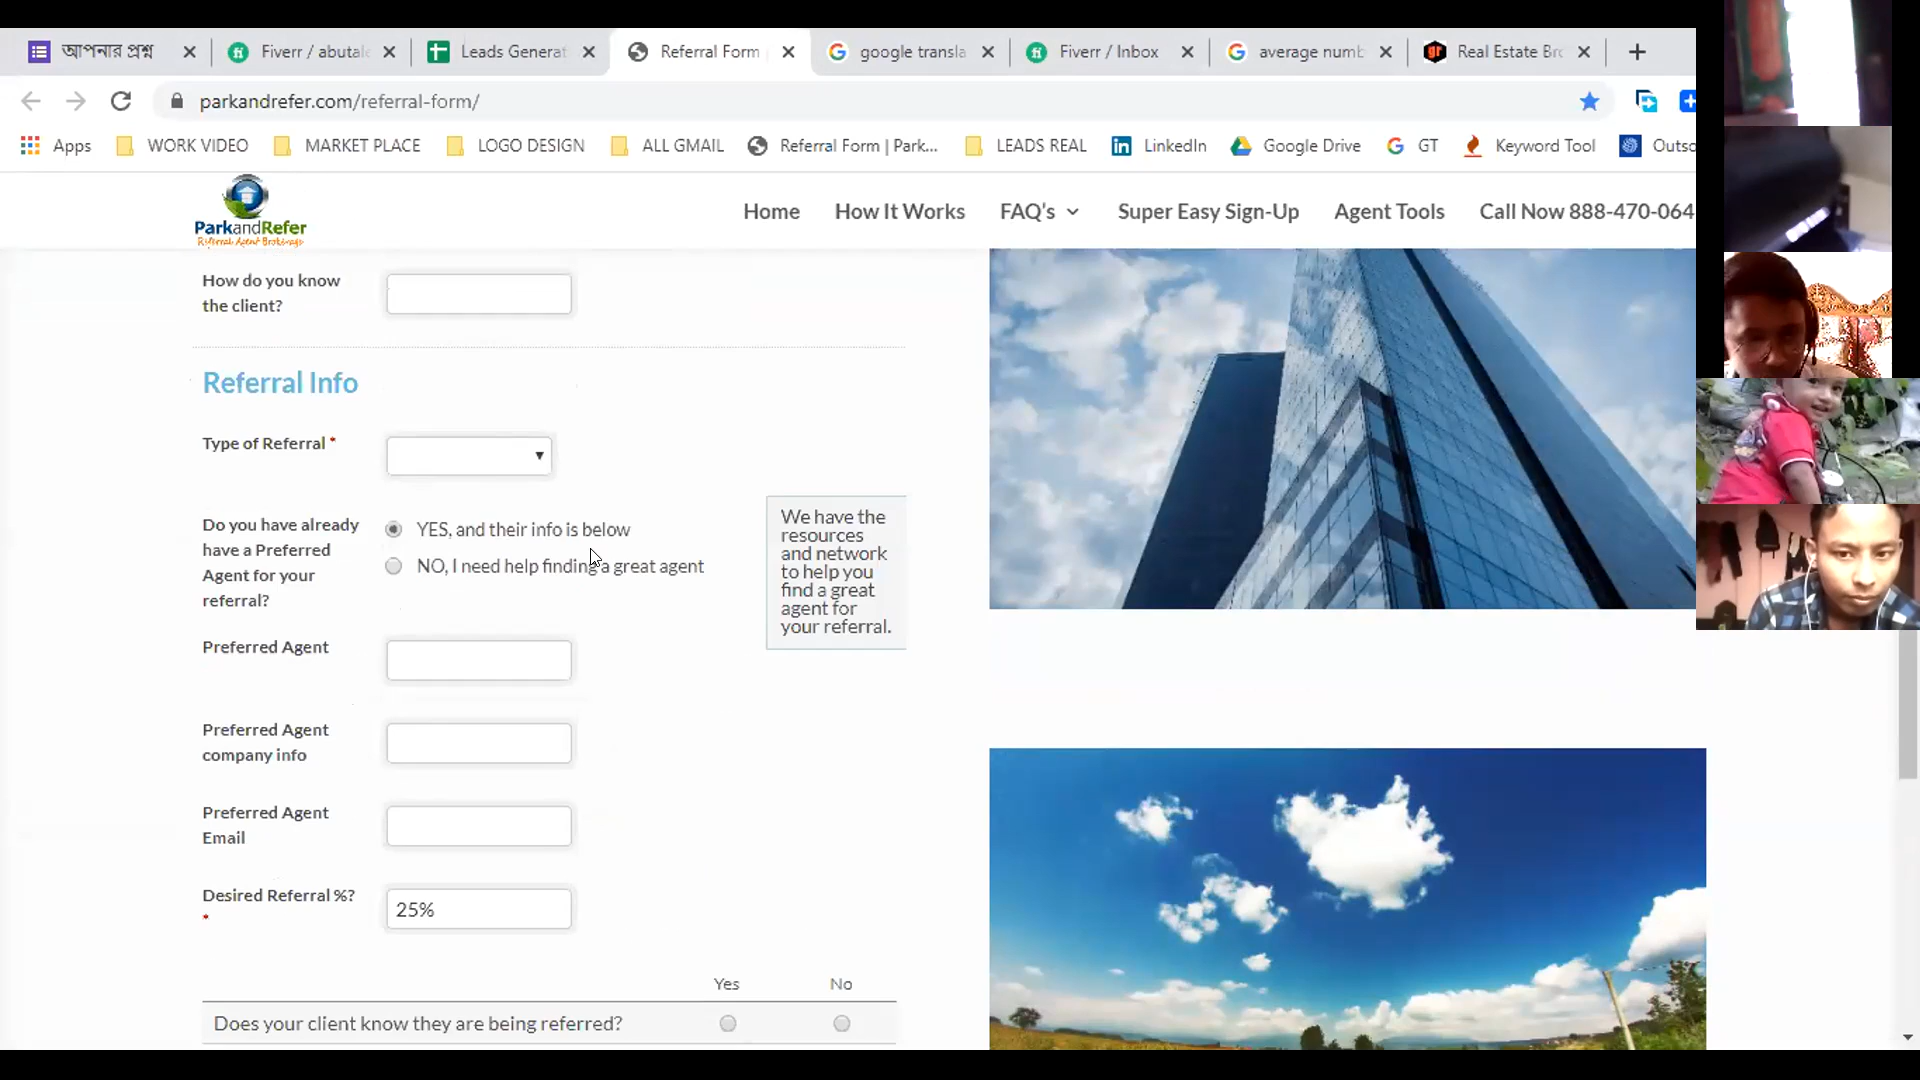 আপনার প্রশ্ন
Fiverr / abutale
Leads Generat
Referral Form
google transla
Fiverr / Inbox
average numb
Real Estate Bro
parkandrefer.com/referral-form/
Apps
WORK VIDEO
MARKET PLACE
LOGO DESIGN
ALL GMAIL
Referral Form | Park...
LEADS REAL
LinkedIn
Google Drive
GT
Keyword Tool
Outso
ParkandRefer
Referral Agent Brokerage
Home
How It Works
FAQ's
Super Easy Sign-Up
Agent Tools
Call Now 888-470-064
How do you know
the client?
Referral Info
Type of Referral *
Do you have already
have a Preferred
Agent for your
referral?
YES, and their info is below
NO, I need help finding a great agent
We have the
resources
and network
to help you
find a great
agent for
your referral.
Preferred Agent
Preferred Agent
company info
Preferred Agent
Email
Desired Referral %?
*
25%
Yes
No
Does your client know they are being referred?